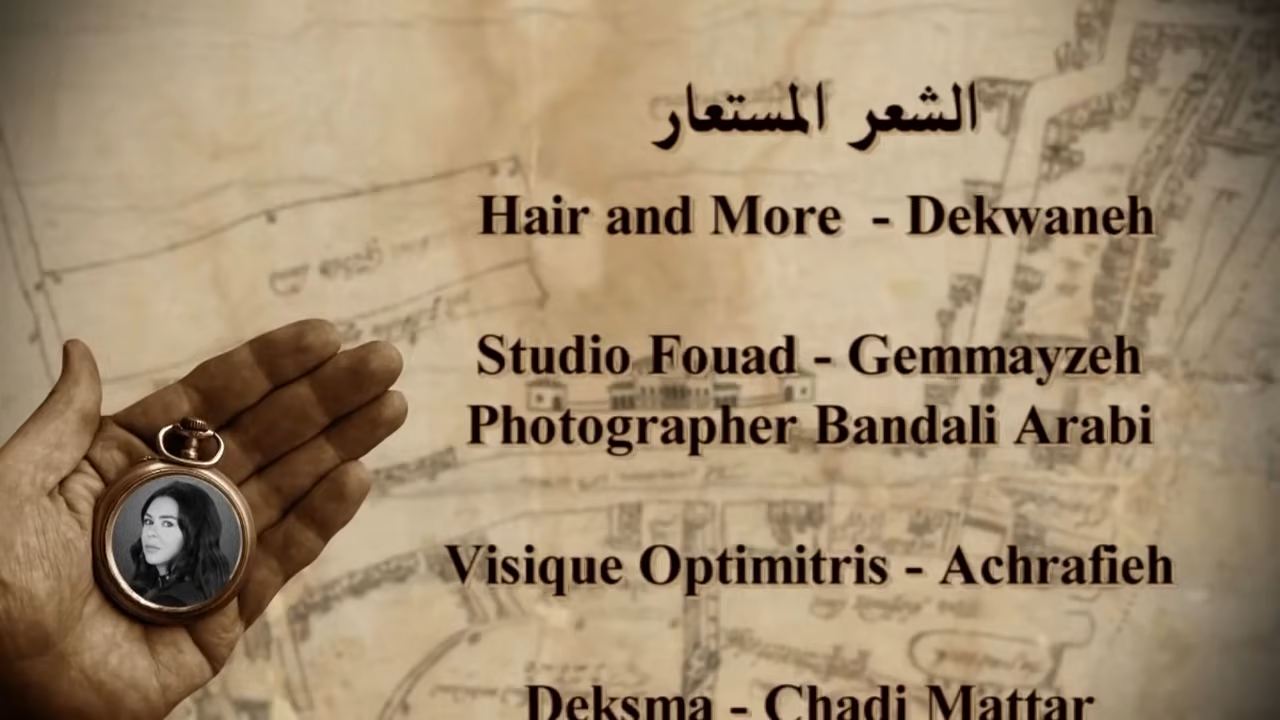 الشعر المستعار
Hair and More - Dekwaneh
Studio Fouad - Gemmayzeh
Photographer Bandali Arabi
Visique Optimitris - Achrafieh
Deksma - Chadi Mattar